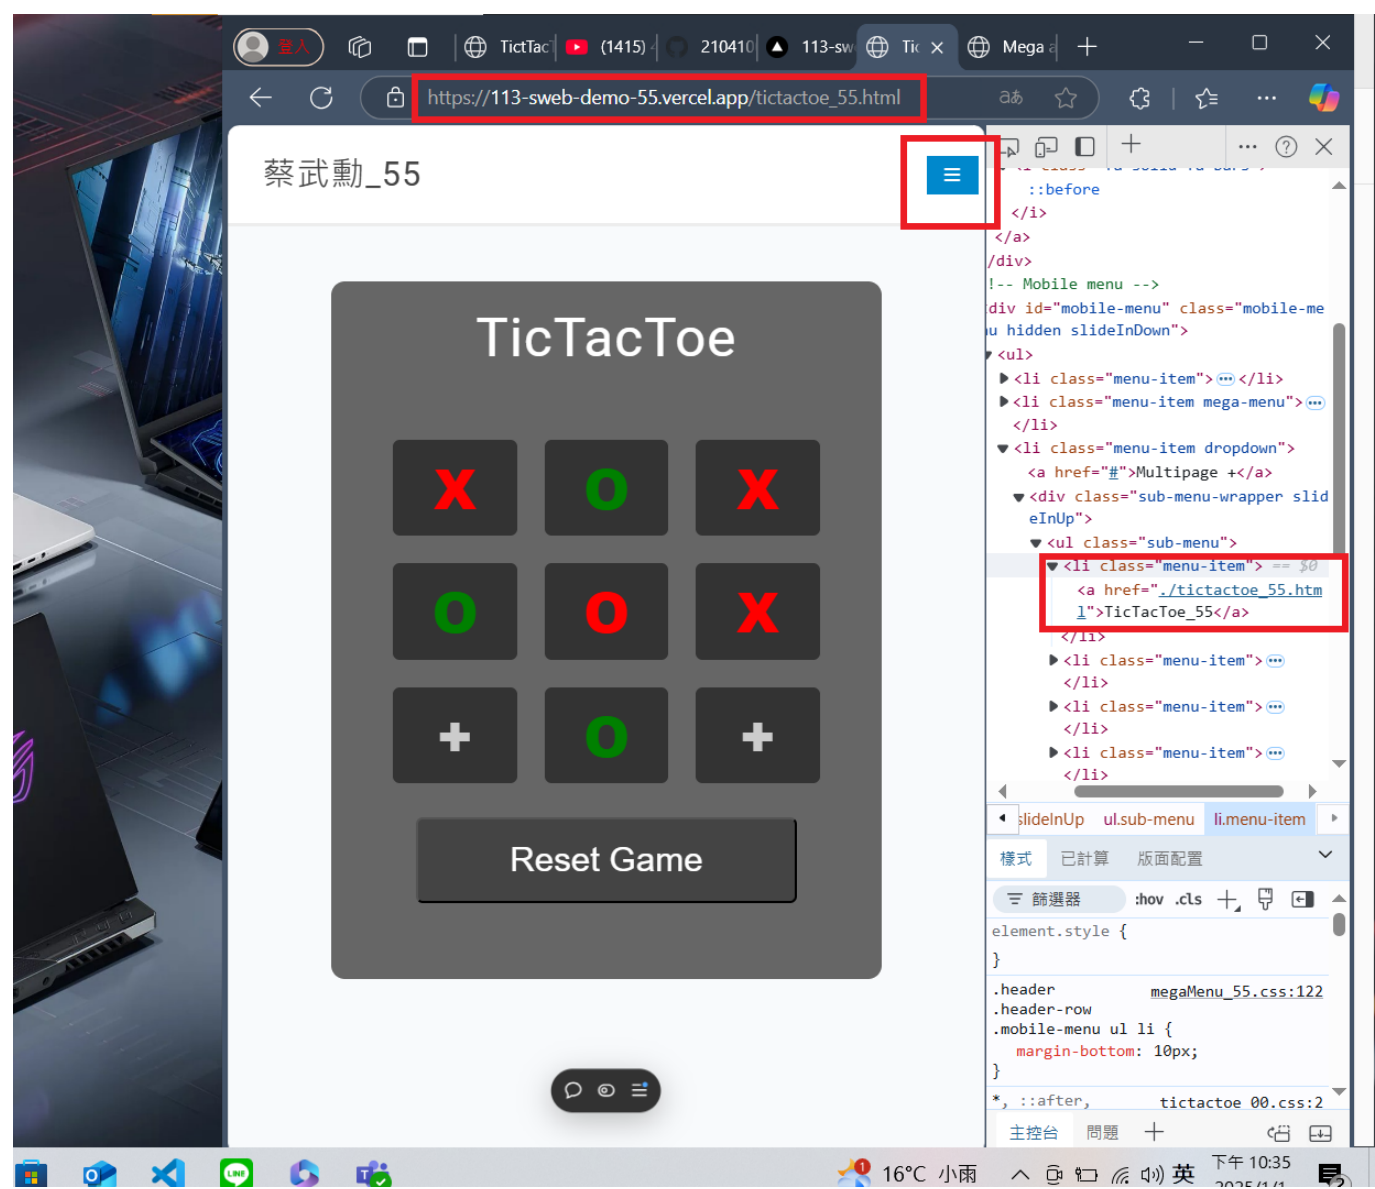 登入
TictTacT
(1415)
210410
113-sw
Tic
Mega a
https://113-sweb-demo-55.vercel.app/tictactoe_55.html
蔡武勳_55
TicTacToe
X O X
O O X
+ O +
Reset Game
::before
</i>
</a>
/div>
!-- Mobile menu -->
div id="mobile-menu" class="mobile-me
nu hidden slideInDown">
<ul>
<li class="menu-item">…</li>
<li class="menu-item mega-menu">…
</li>
<li class="menu-item dropdown">
<a href="#">Multipage +</a>
<div class="sub-menu-wrapper slid
eInUp">
<ul class="sub-menu">
<li class="menu-item"> == $0
<a href="./tictactoe_55.htm
l">TicTacToe_55</a>
</li>
<li class="menu-item">…
</li>
<li class="menu-item">…
</li>
<li class="menu-item">…
</li>
slideInUp ul.sub-menu li.menu-item
樣式 已計算 版面配置
篩選器 :hov .cls
element.style {
}
.header megaMenu_55.css:122
.header-row
.mobile-menu ul li {
margin-bottom: 10px;
}
*, ::after, tictactoe_00.css:2
主控台 問題
16°C 小雨
英
下午 10:35
2025/1/1